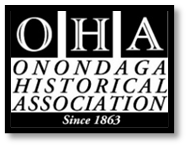 OHA
ONONDAGA
HISTORICAL
ASSOCIATION
Since 1863